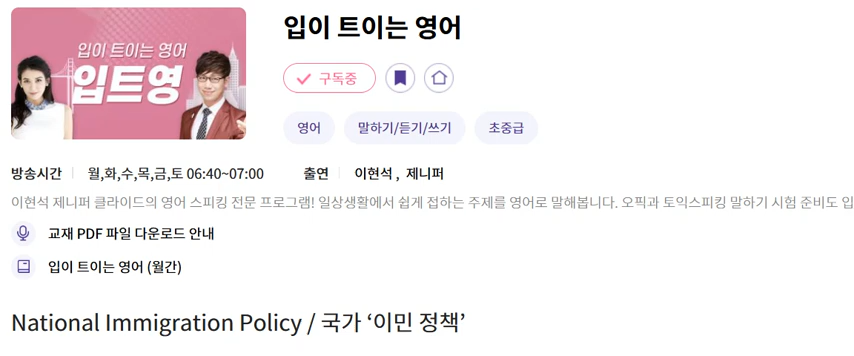 입이 트이는 영어
입이 트이는 영어
입트영
구독중
영어 말하기/듣기/쓰기 초중급
방송시간 월,화,수,목,금,토 06:40~07:00 출연 이현석 , 제니퍼
이현석 제니퍼 클라이드의 영어 스피킹 전문 프로그램! 일상생활에서 쉽게 접하는 주제를 영어로 말해봅니다. 오픽과 토익스피킹 말하기 시험 준비도 입
교재 PDF 파일 다운로드 안내
입이 트이는 영어 (월간)
National Immigration Policy / 국가 ‘이민 정책’